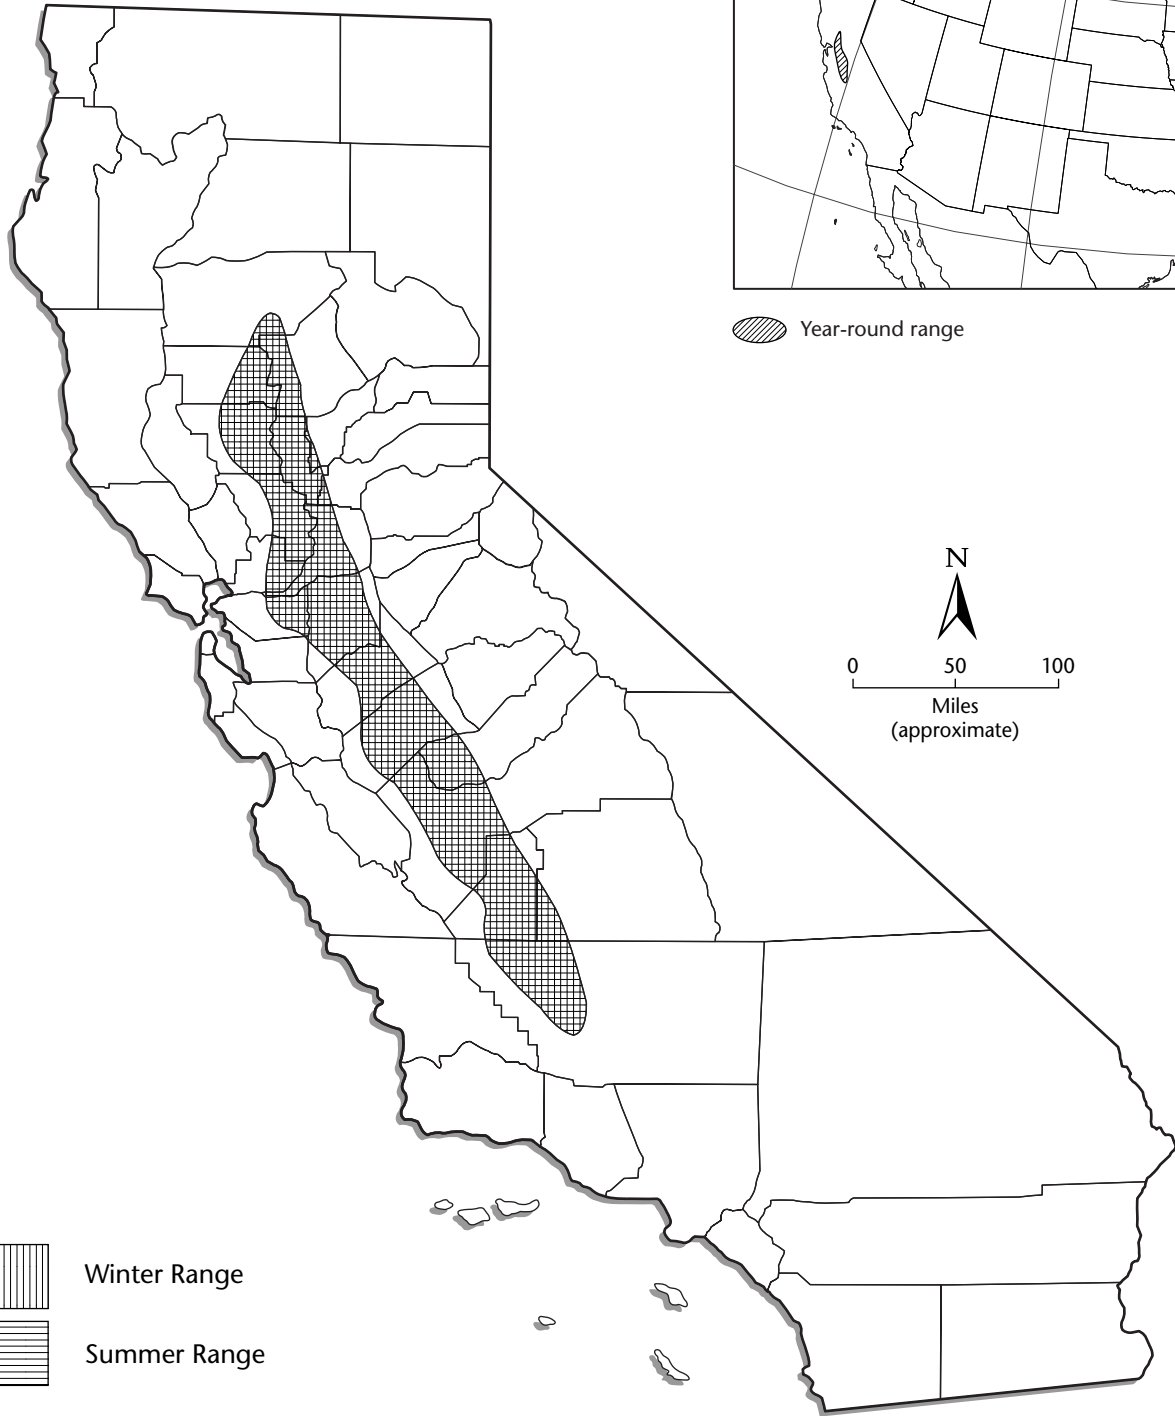 Year-round range
N
0 50 100
Miles
(approximate)
Winter Range
Summer Range